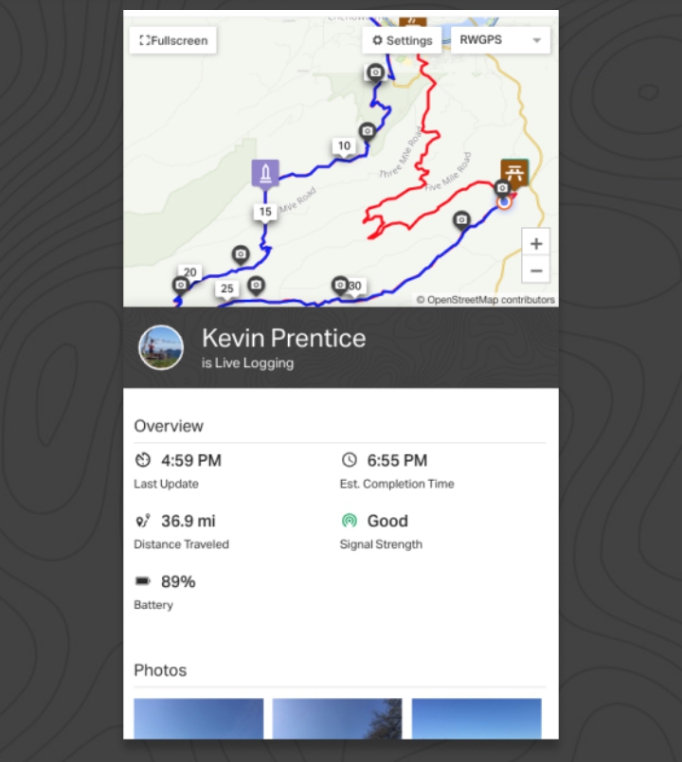 Fullscreen
Settings
RWGPS
10
Three Mile Road
Five Mile Road
15
Mile Road
20
25
30
+
−
© OpenStreetMap contributors
Kevin Prentice
is Live Logging
Overview
4:59 PM
6:55 PM
Last Update
Est. Completion Time
36.9 mi
Good
Distance Traveled
Signal Strength
89%
Battery
Photos